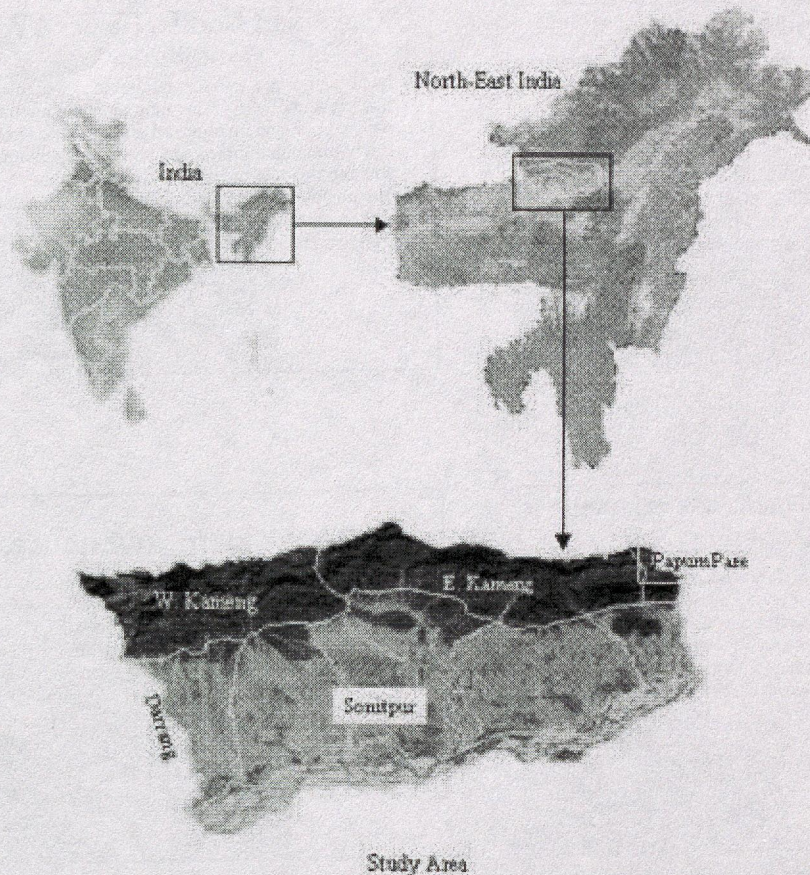 North-East India
India
PapumPare
E. Kameng
W. Kameng
Sonitpur
Darrang
Study Area